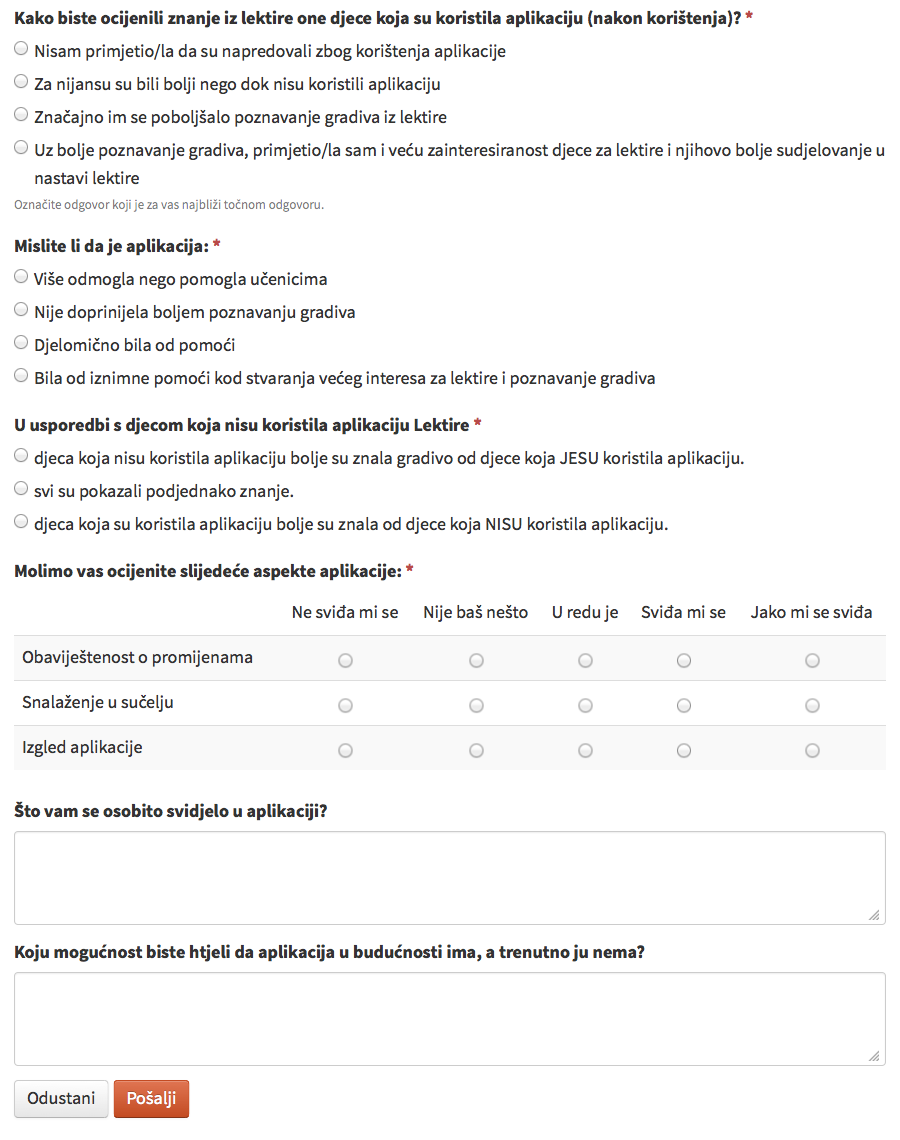 Kako biste ocijenili znanje iz lektire one djece koja su koristila aplikaciju (nakon korištenja)? *
Nisam primjetio/la da su napredovali zbog korištenja aplikacije
Za nijansu su bili bolji nego dok nisu koristili aplikaciju
Značajno im se poboljšalo poznavanje gradiva iz lektire
Uz bolje poznavanje gradiva, primjetio/la sam i veću zainteresiranost djece za lektire i njihovo bolje sudjelovanje u
nastavi lektire
Označite odgovor koji je za vas najbliži točnom odgovoru.
Mislite li da je aplikacija: *
Više odmogla nego pomogla učenicima
Nije doprinijela boljem poznavanju gradiva
Djelomično bila od pomoći
Bila od iznimne pomoći kod stvaranja većeg interesa za lektire i poznavanje gradiva
U usporedbi s djecom koja nisu koristila aplikaciju Lektire *
djeca koja nisu koristila aplikaciju bolje su znala gradivo od djece koja JESU koristila aplikaciju.
svi su pokazali podjednako znanje.
djeca koja su koristila aplikaciju bolje su znala od djece koja NISU koristila aplikaciju.
Molimo vas ocijenite slijedeće aspekte aplikacije: *
Ne sviđa mi se Nije baš nešto U redu je Sviđa mi se Jako mi se sviđa
Obaviještenost o promijenama
Snalaženje u sučelju
Izgled aplikacije
Što vam se osobito svidjelo u aplikaciji?
Koju mogućnost biste htjeli da aplikacija u budućnosti ima, a trenutno ju nema?
Odustani Pošalji